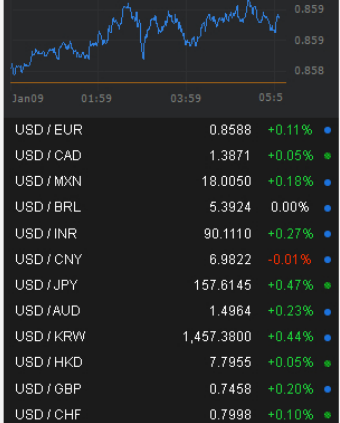 0.859
0.859
0.858
Jan09 01:59 03:59 05:5
USD / EUR 0.8588 +0.11%
USD / CAD 1.3871 +0.05%
USD / MXN 18.0050 +0.18%
USD / BRL 5.3924 0.00%
USD / INR 90.1110 +0.27%
USD / CNY 6.9822 -0.01%
USD / JPY 157.6145 +0.47%
USD /AUD 1.4964 +0.23%
USD / KRW 1,457.3800 +0.44%
USD / HKD 7.7955 +0.05%
USD / GBP 0.7458 +0.20%
USD / CHF 0.7998 +0.10%